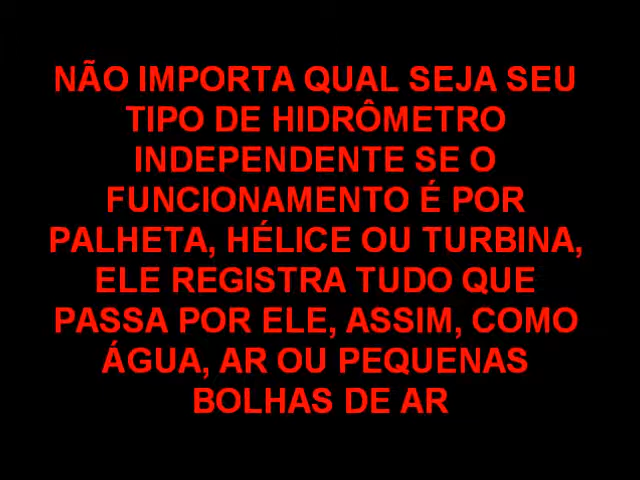 NÃO IMPORTA QUAL SEJA SEU
TIPO DE HIDRÔMETRO
INDEPENDENTE SE O
FUNCIONAMENTO É POR
PALHETA, HÉLICE OU TURBINA,
ELE REGISTRA TUDO QUE
PASSA POR ELE, ASSIM, COMO
ÁGUA, AR OU PEQUENAS
BOLHAS DE AR